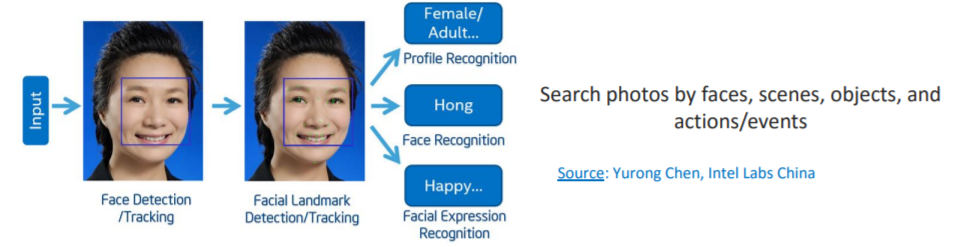 Input
Face Detection
/Tracking
Facial Landmark
Detection/Tracking
Female/
Adult...
Profile Recognition
Hong
Face Recognition
Happy...
Facial Expression
Recognition
Search photos by faces, scenes, objects, and
actions/events
Source: Yurong Chen, Intel Labs China